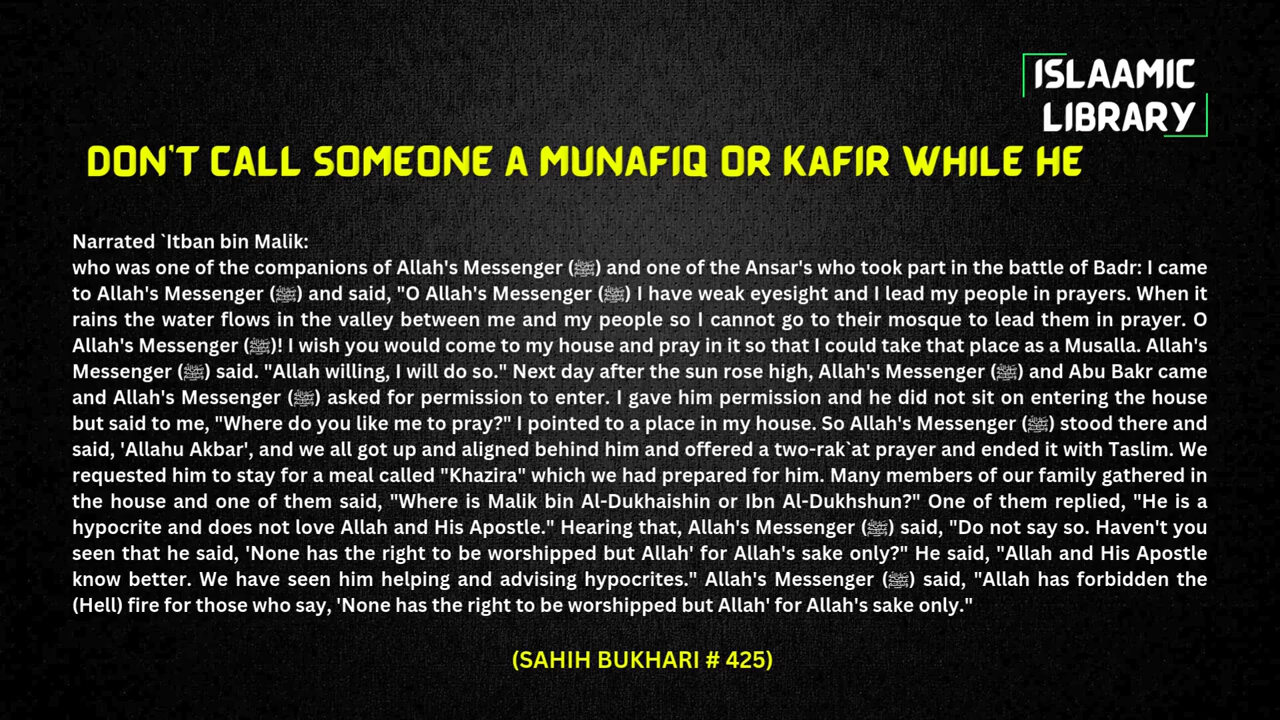 ISLAAMIC
LIBRARY
DON'T CALL SOMEONE A MUNAFIQ OR KAFIR WHILE HE
Narrated `Itban bin Malik:
who was one of the companions of Allah's Messenger (ﷺ) and one of the Ansar's who took part in the battle of Badr: I came
to Allah's Messenger (ﷺ) and said, "O Allah's Messenger (ﷺ) I have weak eyesight and I lead my people in prayers. When it
rains the water flows in the valley between me and my people so I cannot go to their mosque to lead them in prayer. O
Allah's Messenger (ﷺ)! I wish you would come to my house and pray in it so that I could take that place as a Musalla. Allah's
Messenger (ﷺ) said. "Allah willing, I will do so." Next day after the sun rose high, Allah's Messenger (ﷺ) and Abu Bakr came
and Allah's Messenger (ﷺ) asked for permission to enter. I gave him permission and he did not sit on entering the house
but said to me, "Where do you like me to pray?" I pointed to a place in my house. So Allah's Messenger (ﷺ) stood there and
said, 'Allahu Akbar', and we all got up and aligned behind him and offered a two-rak`at prayer and ended it with Taslim. We
requested him to stay for a meal called "Khazira" which we had prepared for him. Many members of our family gathered in
the house and one of them said, "Where is Malik bin Al-Dukhaishin or Ibn Al-Dukhshun?" One of them replied, "He is a
hypocrite and does not love Allah and His Apostle." Hearing that, Allah's Messenger (ﷺ) said, "Do not say so. Haven't you
seen that he said, 'None has the right to be worshipped but Allah' for Allah's sake only?" He said, "Allah and His Apostle
know better. We have seen him helping and advising hypocrites." Allah's Messenger (ﷺ) said, "Allah has forbidden the
(Hell) fire for those who say, 'None has the right to be worshipped but Allah' for Allah's sake only."
(SAHIH BUKHARI # 425)